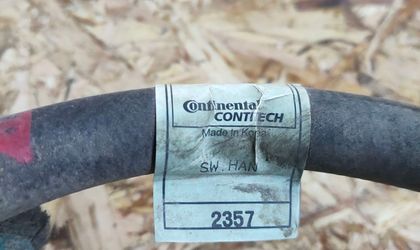 Continental
CONTITECH
Made in Korea
SW.HAN
2357